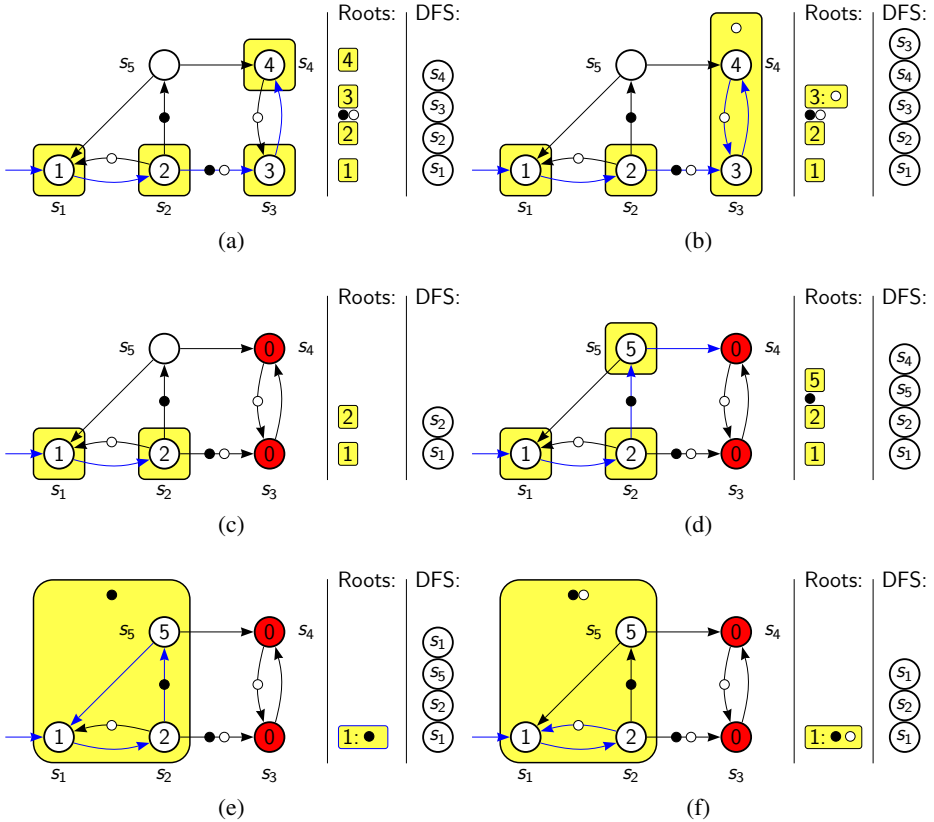 Roots: DFS: Roots: DFS:
s3
s5 4 s4 4 s4 s5 4 s4 s4
3 s3 3: s3
2 s2 2 s2
1 2 3 1 s1 1 2 3 1 s1
s1 s2 s3 s1 s2 s3
(a) (b)
Roots: DFS: Roots: DFS:
s5 0 s4 s5 5 0 s4 s4
5 s5
2 s2 2 s2
1 2 0 1 s1 1 2 0 1 s1
s1 s2 s3 s1 s2 s3
(c) (d)
Roots: DFS: Roots: DFS:
s5 5 0 s4 s1 s5 5 0 s4
s5 s1
s2 s2
1 2 0 1: s1 1 2 0 1: s1
s1 s2 s3 s1 s2 s3
(e) (f)